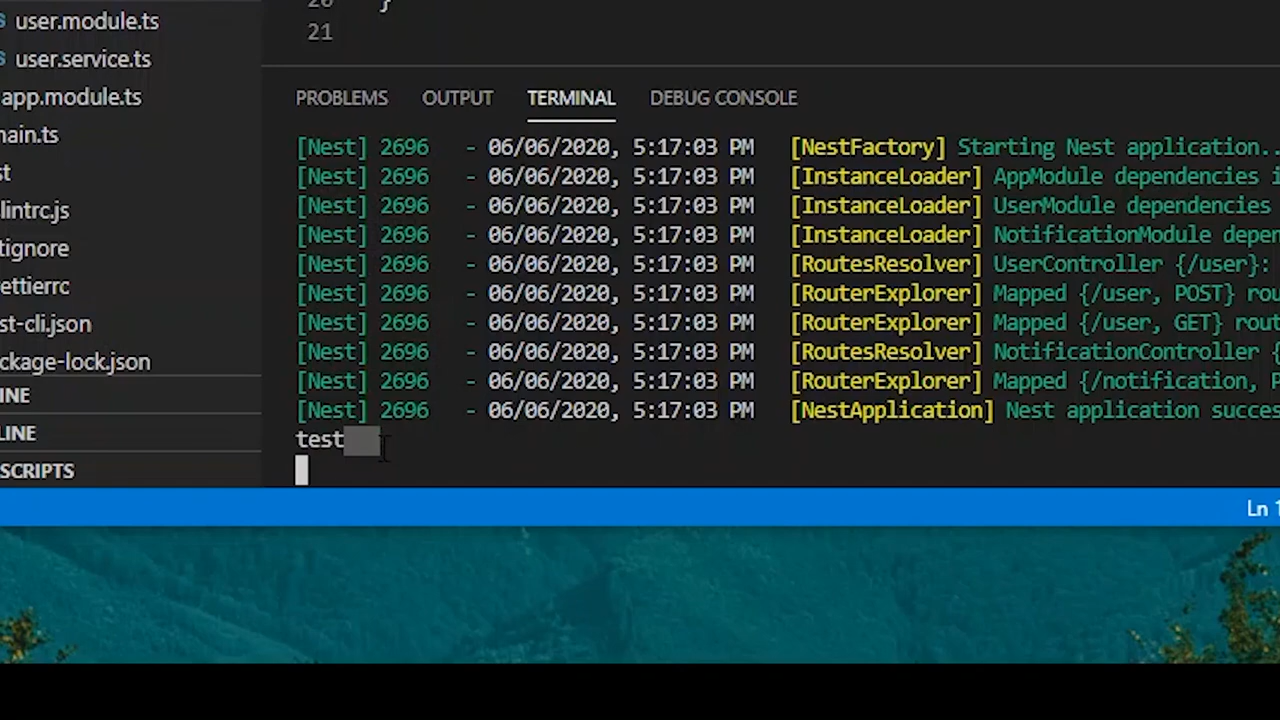 user.module.ts
user.service.ts
app.module.ts
ain.ts
st
lintrc.js
tignore
ettierrc
st-cli.json
ckage-lock.json
INE
LINE
SCRIPTS
20 }
21
PROBLEMS OUTPUT TERMINAL DEBUG CONSOLE
[Nest] 2696 - 06/06/2020, 5:17:03 PM [NestFactory] Starting Nest application..
[Nest] 2696 - 06/06/2020, 5:17:03 PM [InstanceLoader] AppModule dependencies i
[Nest] 2696 - 06/06/2020, 5:17:03 PM [InstanceLoader] UserModule dependencies
[Nest] 2696 - 06/06/2020, 5:17:03 PM [InstanceLoader] NotificationModule depen
[Nest] 2696 - 06/06/2020, 5:17:03 PM [RoutesResolver] UserController {/user}:
[Nest] 2696 - 06/06/2020, 5:17:03 PM [RouterExplorer] Mapped {/user, POST} rou
[Nest] 2696 - 06/06/2020, 5:17:03 PM [RouterExplorer] Mapped {/user, GET} rout
[Nest] 2696 - 06/06/2020, 5:17:03 PM [RoutesResolver] NotificationController {
[Nest] 2696 - 06/06/2020, 5:17:03 PM [RouterExplorer] Mapped {/notification, P
[Nest] 2696 - 06/06/2020, 5:17:03 PM [NestApplication] Nest application succes
test
Ln 1